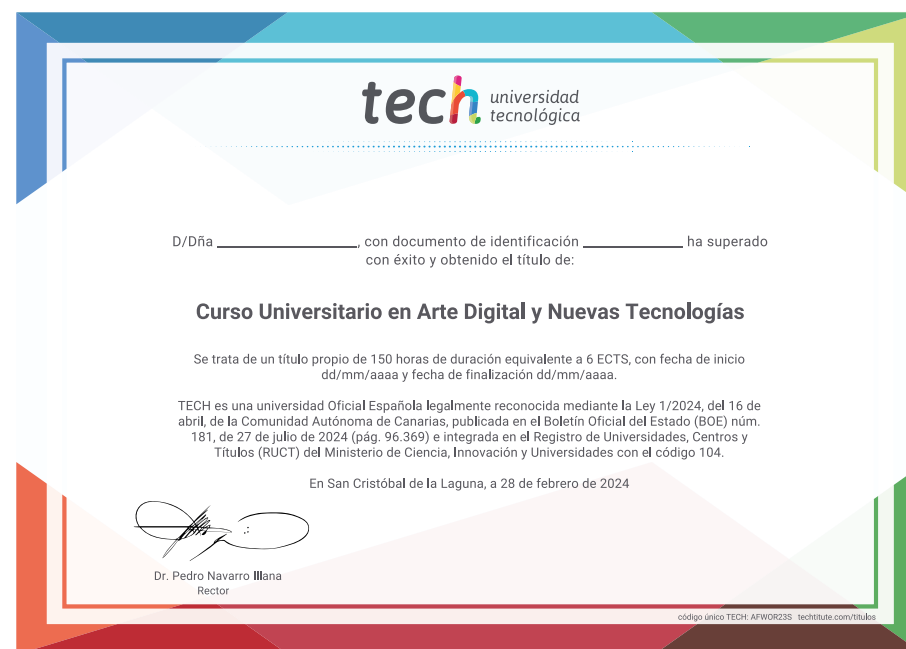 tech universidad
tecnológica
D/Dña ____________, con documento de identificación ____________ ha superado
con éxito y obtenido el título de:
Curso Universitario en Arte Digital y Nuevas Tecnologías
Se trata de un título propio de 150 horas de duración equivalente a 6 ECTS, con fecha de inicio
dd/mm/aaaa y fecha de finalización dd/mm/aaaa.
TECH es una universidad Oficial Española legalmente reconocida mediante la Ley 1/2024, del 16 de
abril, de la Comunidad Autónoma de Canarias, publicada en el Boletín Oficial del Estado (BOE) núm.
181, de 27 de julio de 2024 (pág. 96.369) e integrada en el Registro de Universidades, Centros y
Títulos (RUCT) del Ministerio de Ciencia, Innovación y Universidades con el código 104.
En San Cristóbal de la Laguna, a 28 de febrero de 2024
Dr. Pedro Navarro Illana
Rector
código único TECH: AFWOR23S techtitute.com/titulos